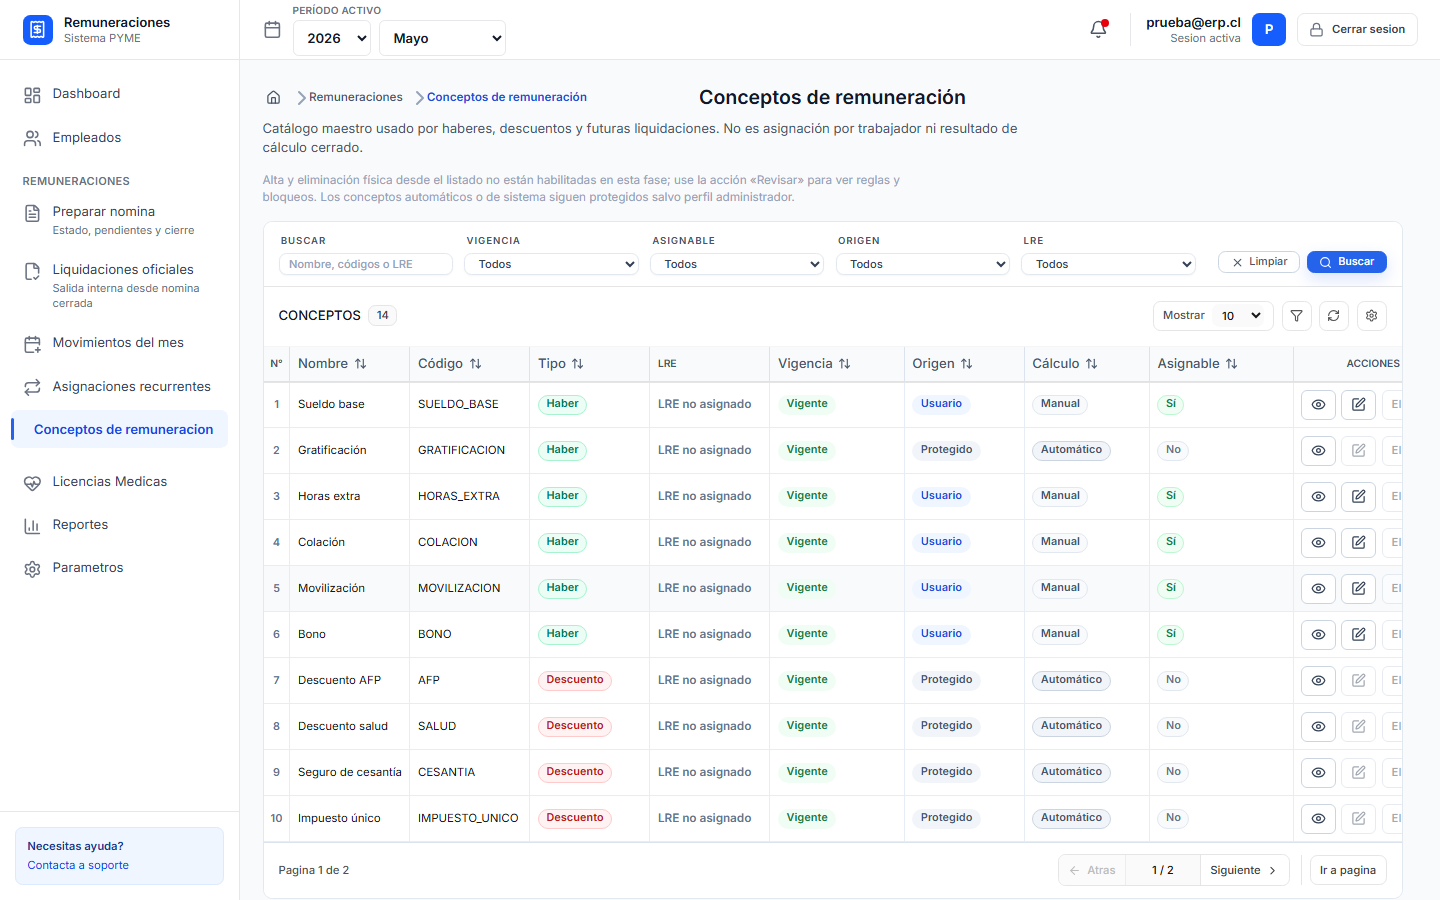 Remuneraciones
Sistema PYME
PERÍODO ACTIVO
2026
Mayo
prueba@erp.cl
Sesion activa
P
Cerrar sesion
Dashboard
Empleados
REMUNERACIONES
Preparar nomina
Estado, pendientes y cierre
Liquidaciones oficiales
Salida interna desde nomina
cerrada
Movimientos del mes
Asignaciones recurrentes
Conceptos de remuneracion
Licencias Medicas
Reportes
Parametros
Necesitas ayuda?
Contacta a soporte
Remuneraciones
Conceptos de remuneración
Conceptos de remuneración
Catálogo maestro usado por haberes, descuentos y futuras liquidaciones. No es asignación por trabajador ni resultado de
cálculo cerrado.
Alta y eliminación física desde el listado no están habilitadas en esta fase; use la acción «Revisar» para ver reglas y
bloqueos. Los conceptos automáticos o de sistema siguen protegidos salvo perfil administrador.
BUSCAR VIGENCIA ASIGNABLE ORIGEN LRE
Nombre, códigos o LRE Todos Todos Todos Todos Limpiar Buscar
CONCEPTOS 14 Mostrar 10
N° Nombre Código Tipo LRE Vigencia Origen Cálculo Asignable ACCIONES
1 Sueldo base SUELDO_BASE Haber LRE no asignado Vigente Usuario Manual Sí El
2 Gratificación GRATIFICACION Haber LRE no asignado Vigente Protegido Automático No El
3 Horas extra HORAS_EXTRA Haber LRE no asignado Vigente Usuario Manual Sí El
4 Colación COLACION Haber LRE no asignado Vigente Usuario Manual Sí El
5 Movilización MOVILIZACION Haber LRE no asignado Vigente Usuario Manual Sí El
6 Bono BONO Haber LRE no asignado Vigente Usuario Manual Sí El
7 Descuento AFP AFP Descuento LRE no asignado Vigente Protegido Automático No El
8 Descuento salud SALUD Descuento LRE no asignado Vigente Protegido Automático No El
9 Seguro de cesantía CESANTIA Descuento LRE no asignado Vigente Protegido Automático No El
10 Impuesto único IMPUESTO_UNICO Descuento LRE no asignado Vigente Protegido Automático No El
Pagina 1 de 2 Atras 1 / 2 Siguiente Ir a pagina